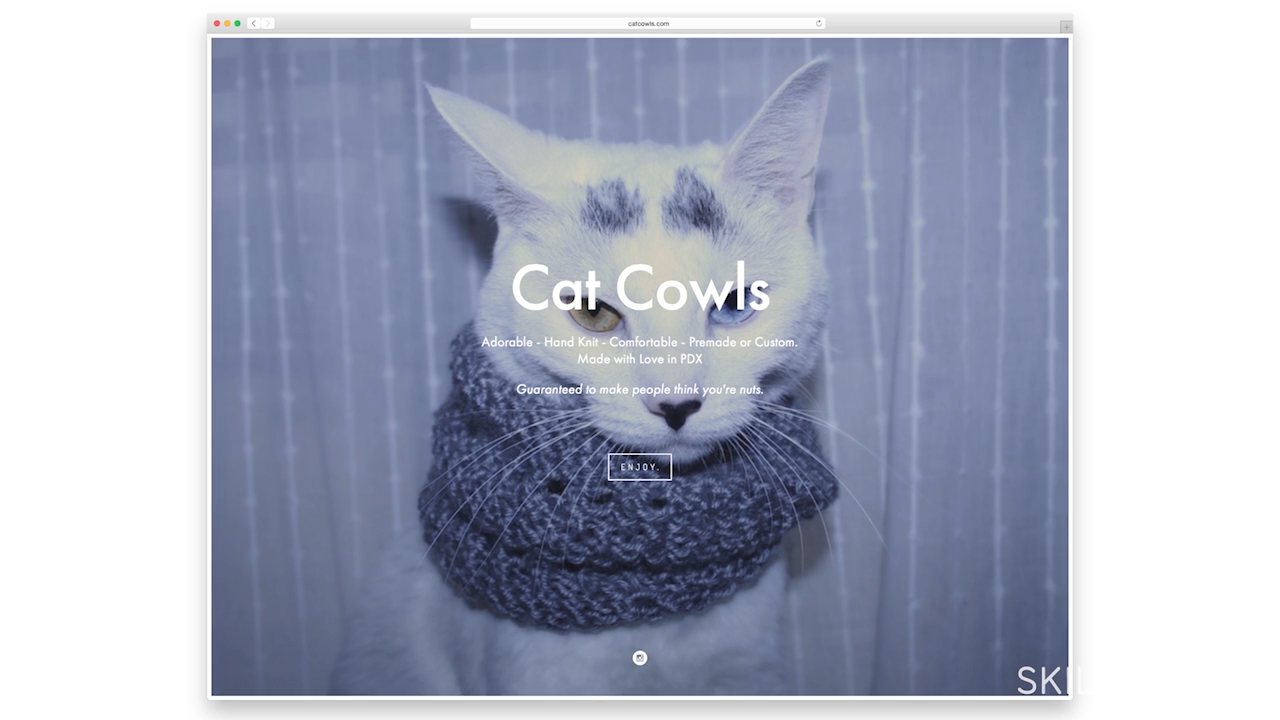 catcowls.com
Cat Cowls
Adorable - Hand Knit - Comfortable - Premade or Custom.
Made with Love in PDX
Guaranteed to make people think you're nuts.
ENJOY.
SKIL